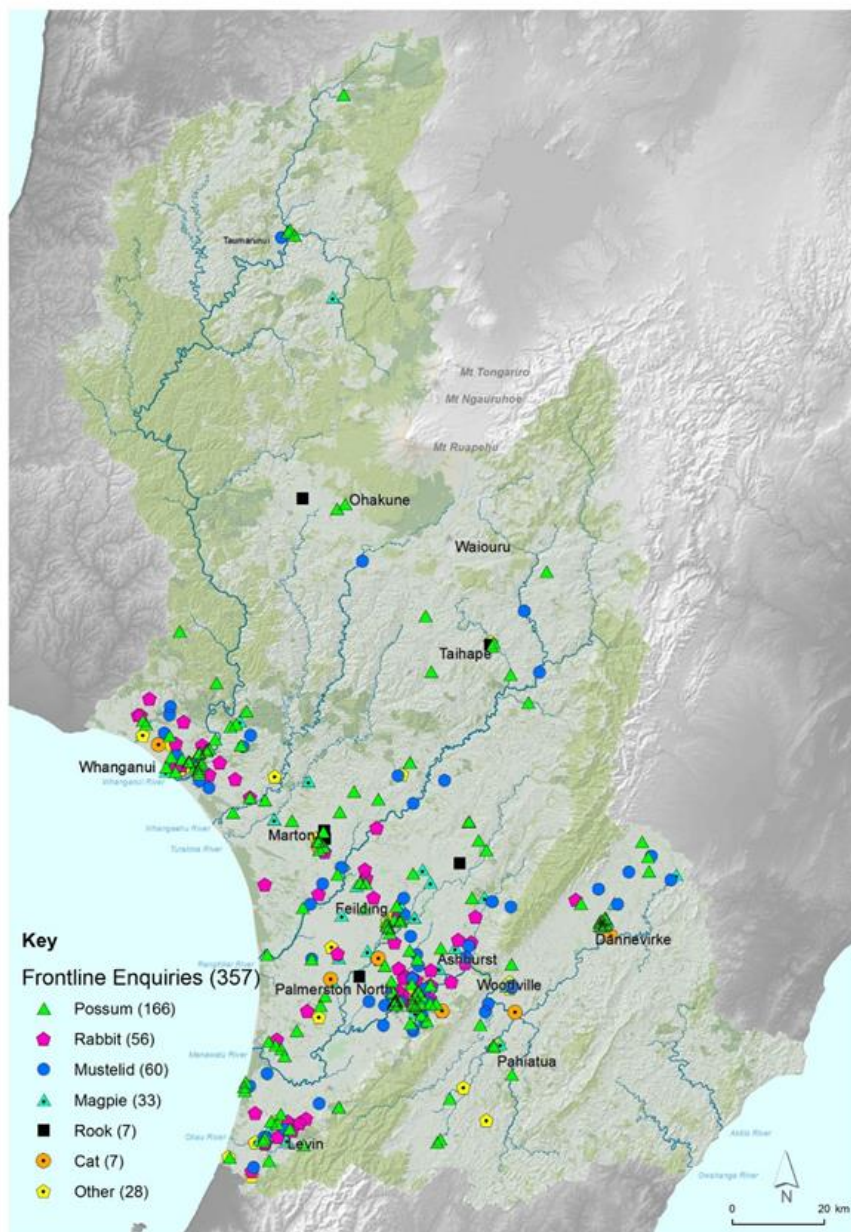 Taumarunui
Mt Tongariro
Mt Ngauruhoe
Mt Ruapehu
Ohakune
Waiouru
Taihape
Whanganui
Whanganui River
Whangaehu River
Marton
Turakina River
Feilding
Dannevirke
Key
Rangitikei River
Ashhurst
Frontline Enquiries (357)
Palmerston North
Woodville
Possum (166)
Rabbit (56)
Manawatu River
Pahiatua
Mustelid (60)
Magpie (33)
Ohau River
Levin
Akitio River
Rook (7)
Cat (7)
Owahanga River
N
Other (28)
0 20 km